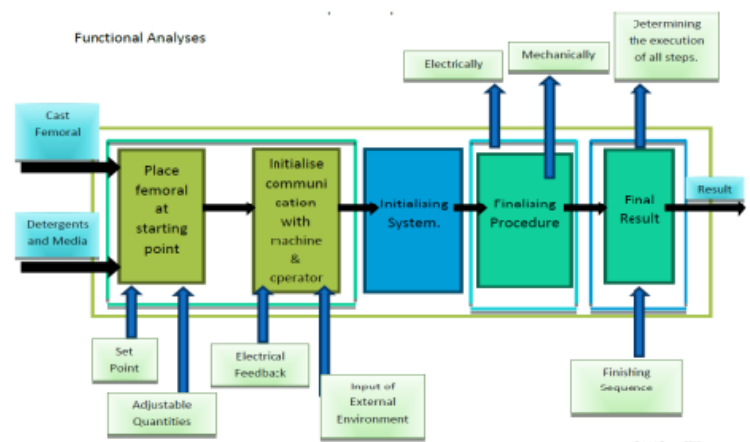 Functional Analyses
Determining
the execution
of all steps.
Electrically
Mechanically
Cast
Femoral
Detergents
and Media
Place
femoral
at
starting
point
Initialise
communi
cation
with
machine
&
operator
Initialising
System.
Finalising
Procedure
Final
Result
Result
Set
Point
Adjustable
Quantities
Electrical
Feedback
Input of
External
Environment
Finishing
Sequence